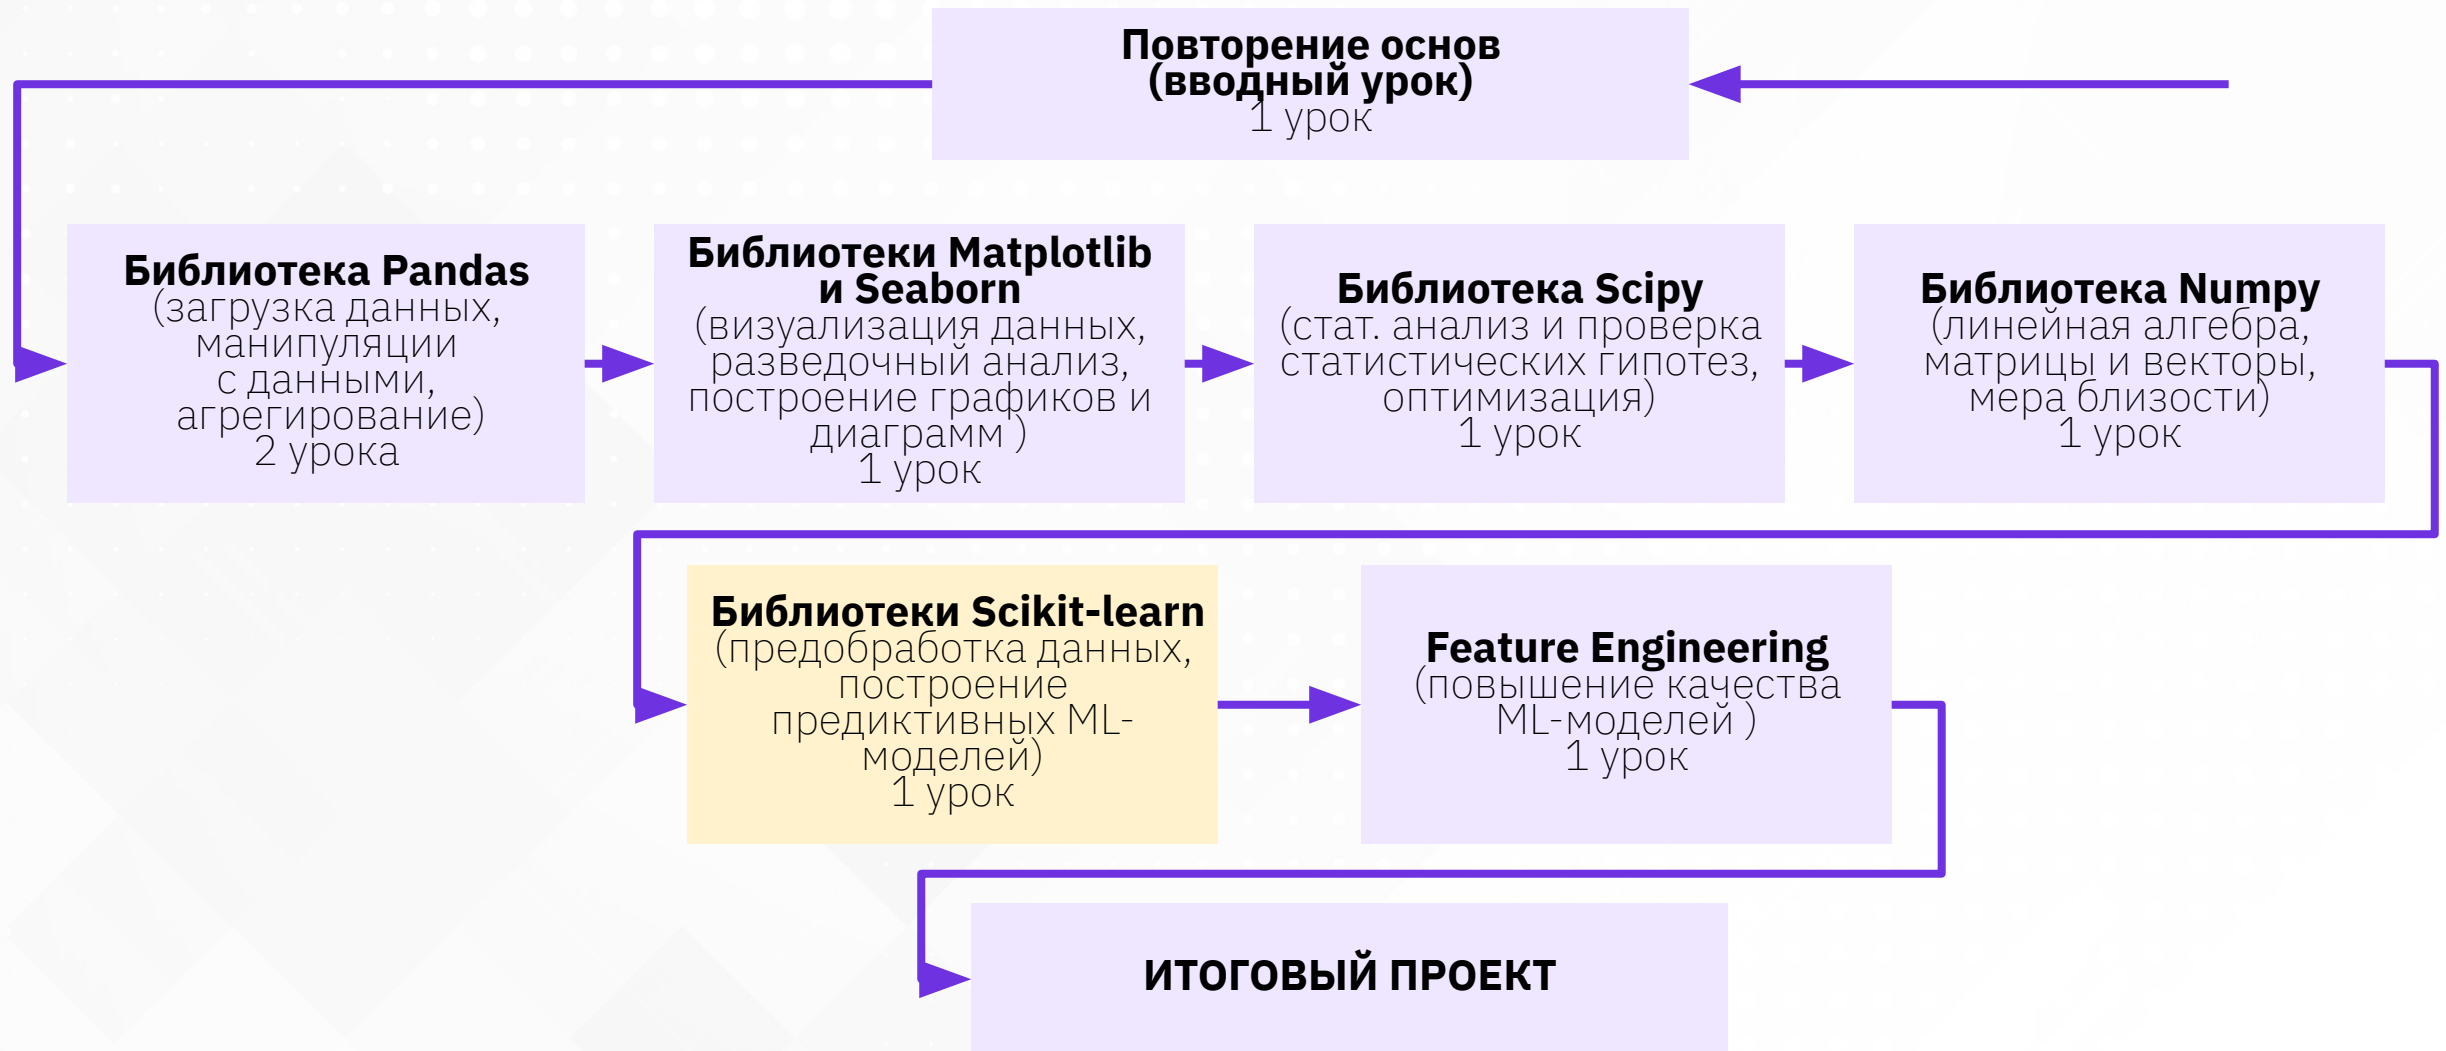 Повторение основ
(вводный урок)
1 урок
Библиотека Pandas
(загрузка данных,
манипуляции
с данными,
агрегирование)
2 урока
Библиотеки Matplotlib
и Seaborn
(визуализация данных,
разведочный анализ,
построение графиков и
диаграмм )
1 урок
Библиотека Scipy
(стат. анализ и проверка
статистических гипотез,
оптимизация)
1 урок
Библиотека Numpy
(линейная алгебра,
матрицы и векторы,
мера близости)
1 урок
Библиотеки Scikit-learn
(предобработка данных,
построение
предиктивных ML-
моделей)
1 урок
Feature Engineering
(повышение качества
ML-моделей )
1 урок
ИТОГОВЫЙ ПРОЕКТ